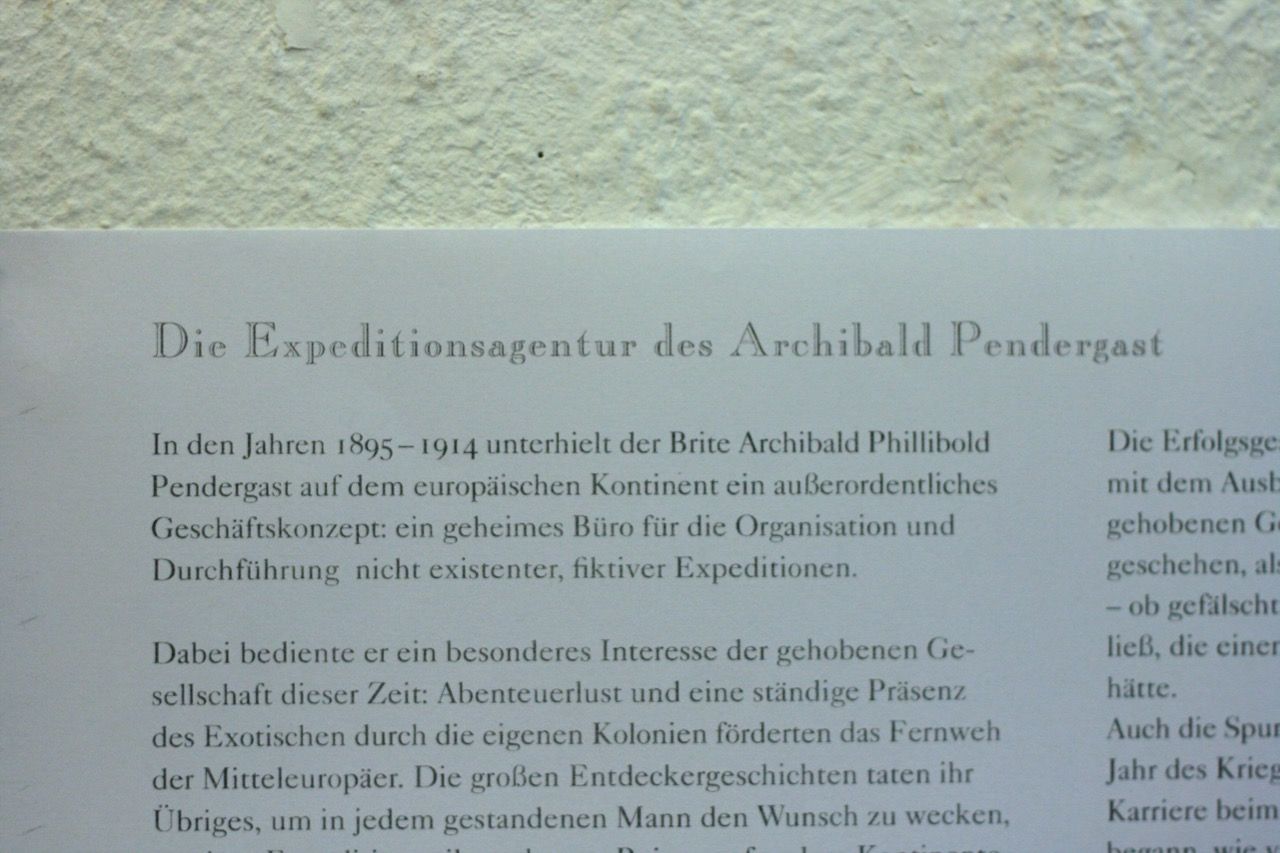 Die Expeditionsagentur des Archibald Pendergast
In den Jahren 1895–1914 unterhielt der Brite Archibald Phillibold
Pendergast auf dem europäischen Kontinent ein außerordentliches
Geschäftskonzept: ein geheimes Büro für die Organisation und
Durchführung nicht existenter, fiktiver Expeditionen.
Dabei bediente er ein besonderes Interesse der gehobenen Ge-
sellschaft dieser Zeit: Abenteuerlust und eine ständige Präsenz
des Exotischen durch die eigenen Kolonien förderten das Fernweh
der Mitteleuropäer. Die großen Entdeckergeschichten taten ihr
Übriges, um in jedem gestandenen Mann den Wunsch zu wecken,
Die Erfolgsge
mit dem Ausb
gehobenen G
geschehen, al
– ob gefälscht
ließ, die einer
hätte.
Auch die Spur
Jahr des Krieg
Karriere beim